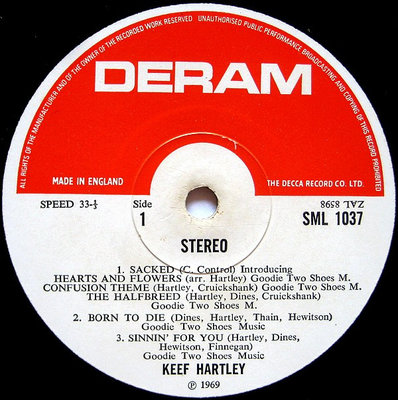 ALL RIGHTS OF THE MANUFACTURER AND OF THE OWNER OF THE RECORDED WORK RESERVED UNAUTHORISED PUBLIC PERFORMANCE BROADCASTING AND COPYING OF THIS RECORD PROHIBITED
DERAM
MADE IN ENGLAND
THE DECCA RECORD CO. LTD.
SPEED 33-⅓
Side
1
ZAL 8598
SML 1037
STEREO
1. SACKED (C. Control) Introducing
HEARTS AND FLOWERS (arr. Hartley) Goodie Two Shoes M.
CONFUSION THEME (Hartley, Cruickshank) Goodie Two Shoes M.
THE HALFBREED (Hartley, Dines, Cruickshank)
Goodie Two Shoes M.
2. BORN TO DIE (Dines, Hartley, Thain, Hewitson)
Goodie Two Shoes Music
3. SINNIN' FOR YOU (Hartley, Dines,
Hewitson, Finnegan)
Goodie Two Shoes Music
KEEF HARTLEY
℗ 1969